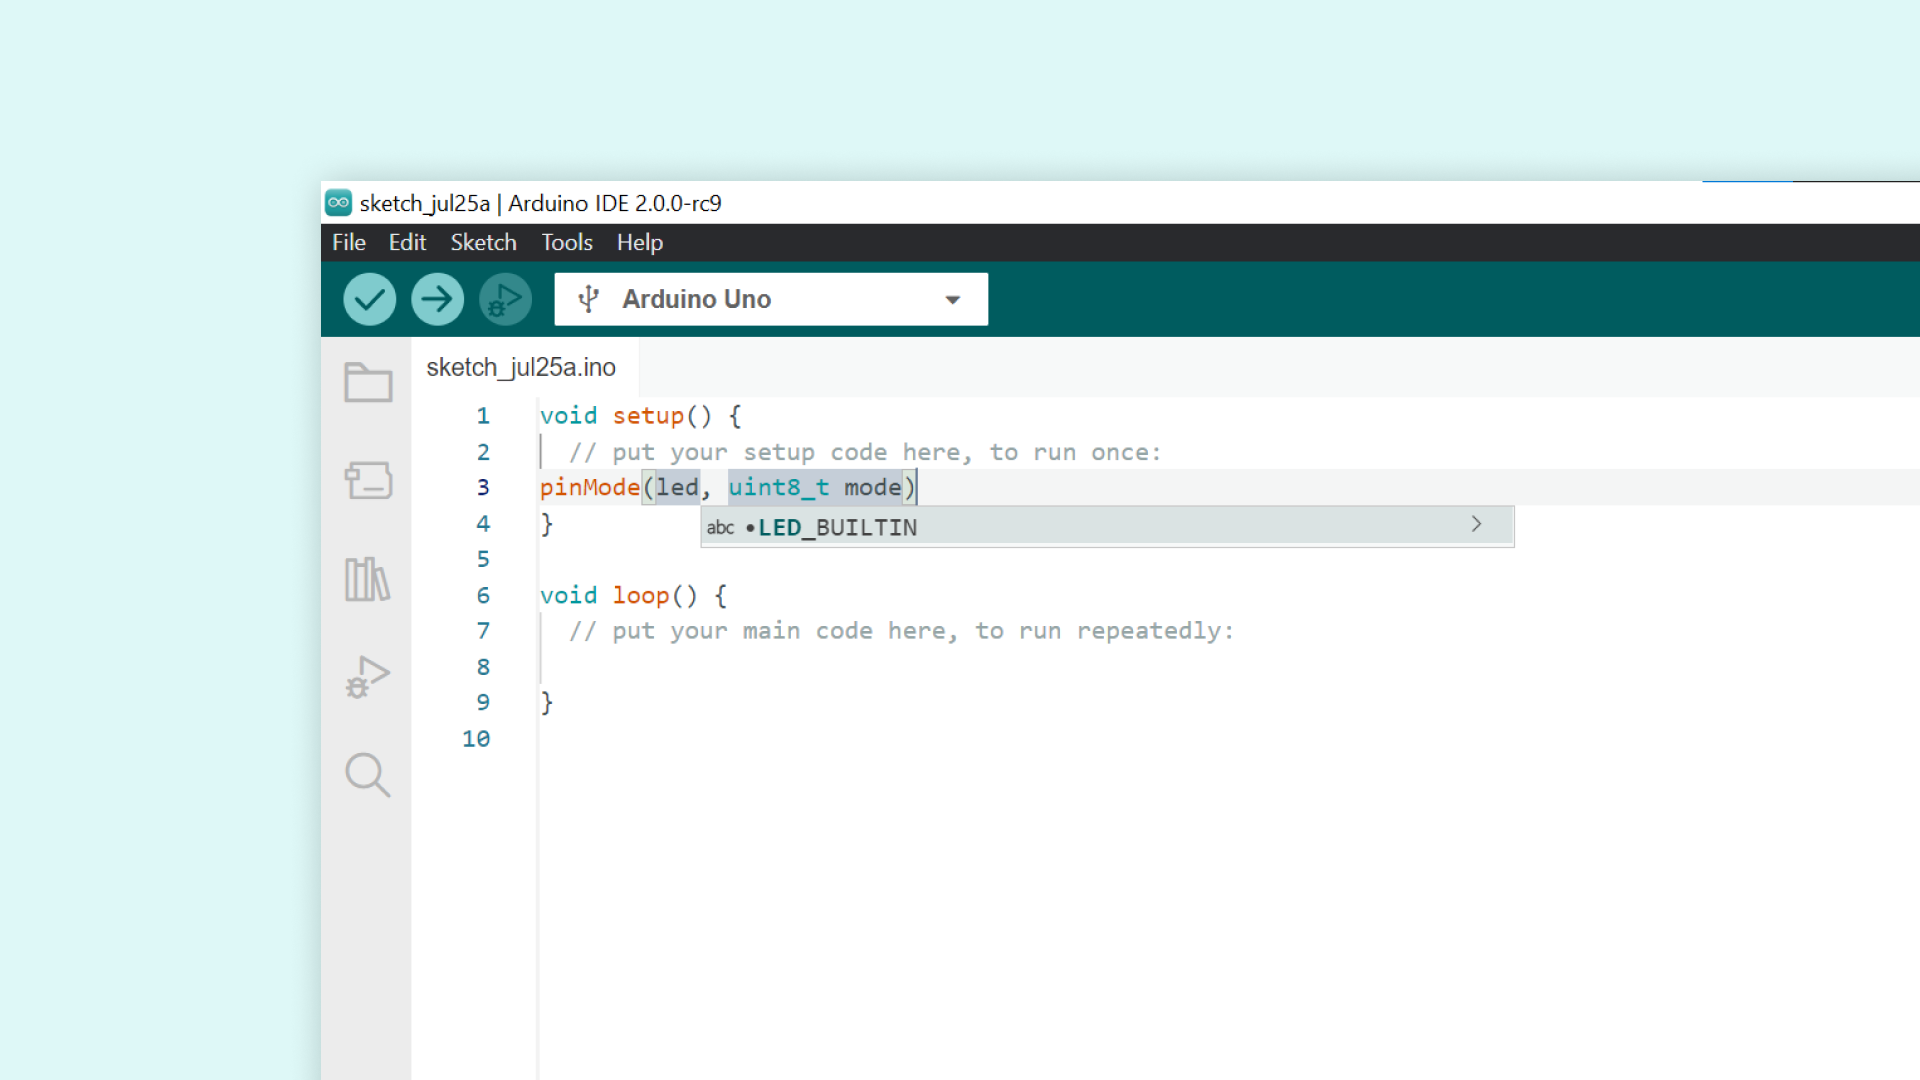 sketch_jul25a | Arduino IDE 2.0.0-rc9
File Edit Sketch Tools Help
Arduino Uno
sketch_jul25a.ino
1 void setup() {
2 // put your setup code here, to run once:
3 pinMode(led, uint8_t mode)
4 }
abc •LED_BUILTIN
5
6 void loop() {
7 // put your main code here, to run repeatedly:
8
9 }
10